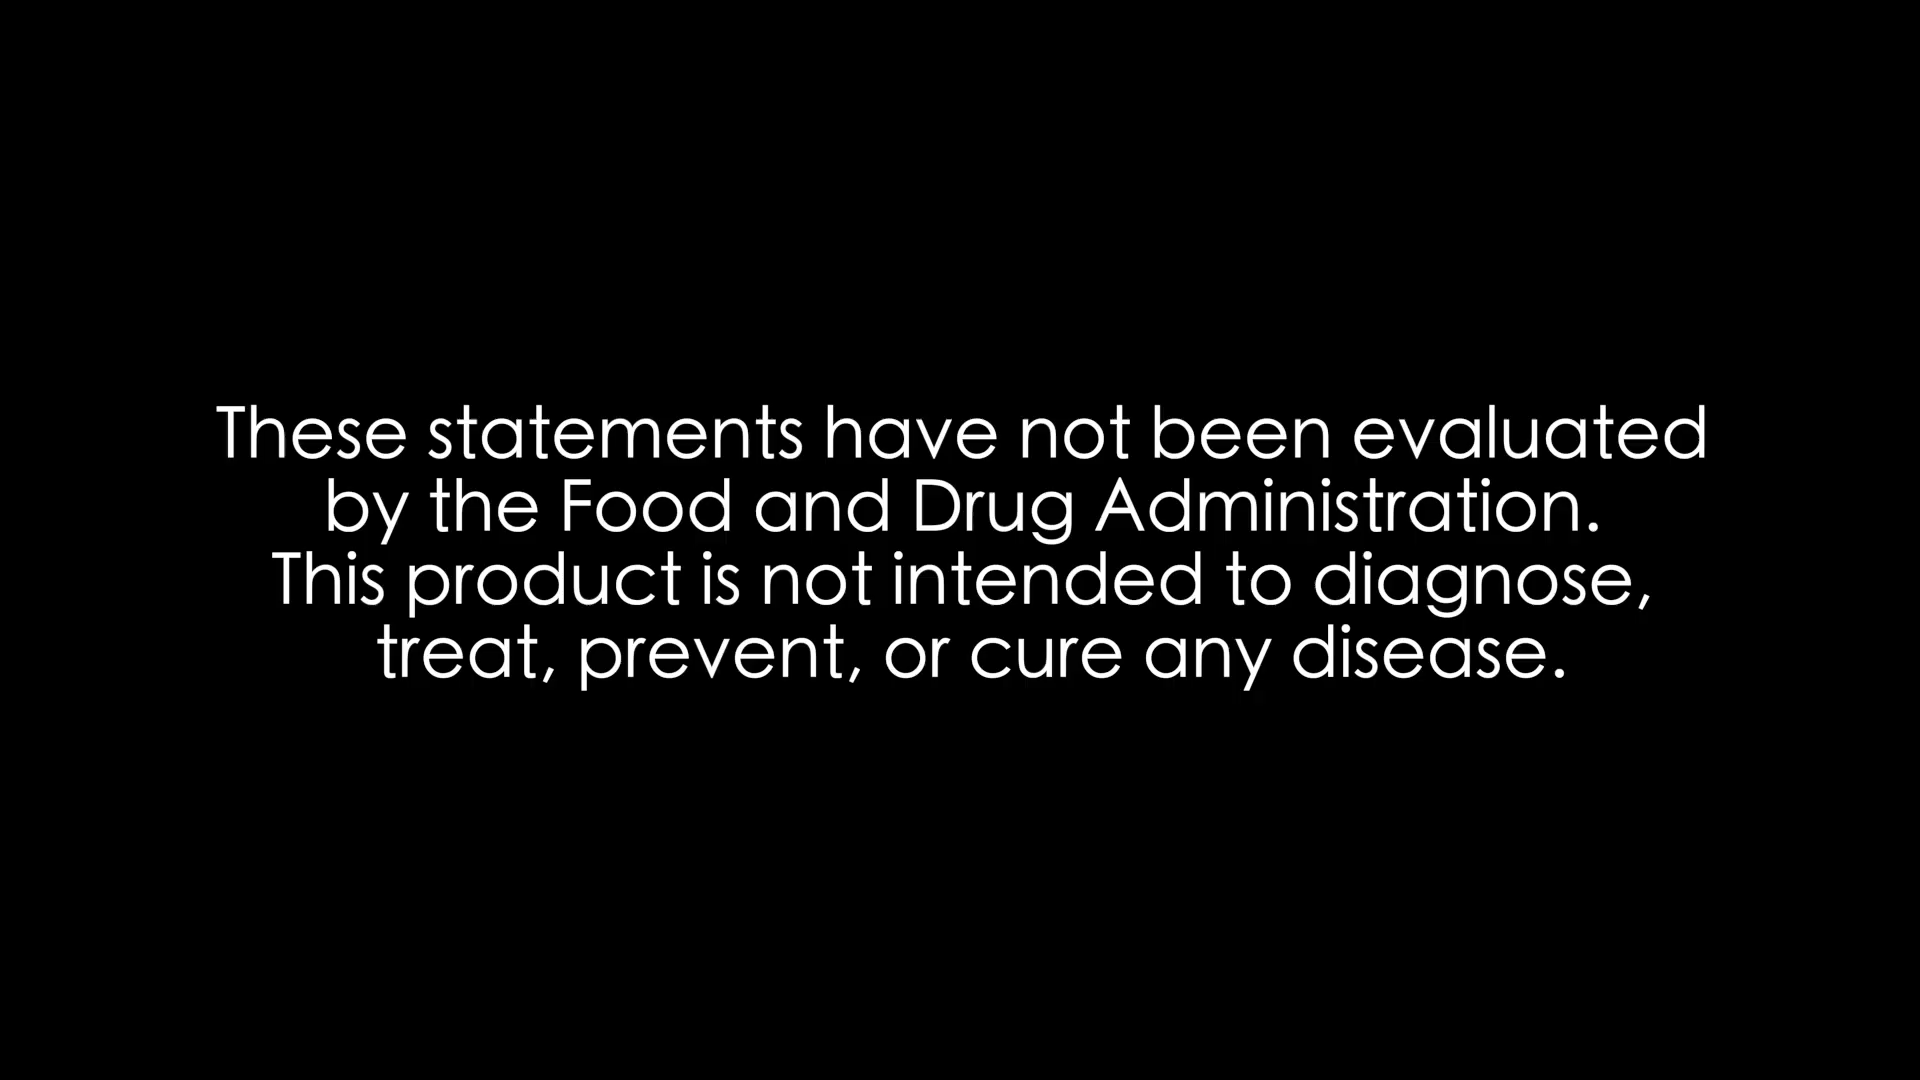 These statements have not been evaluated
by the Food and Drug Administration.
This product is not intended to diagnose,
treat, prevent, or cure any disease.